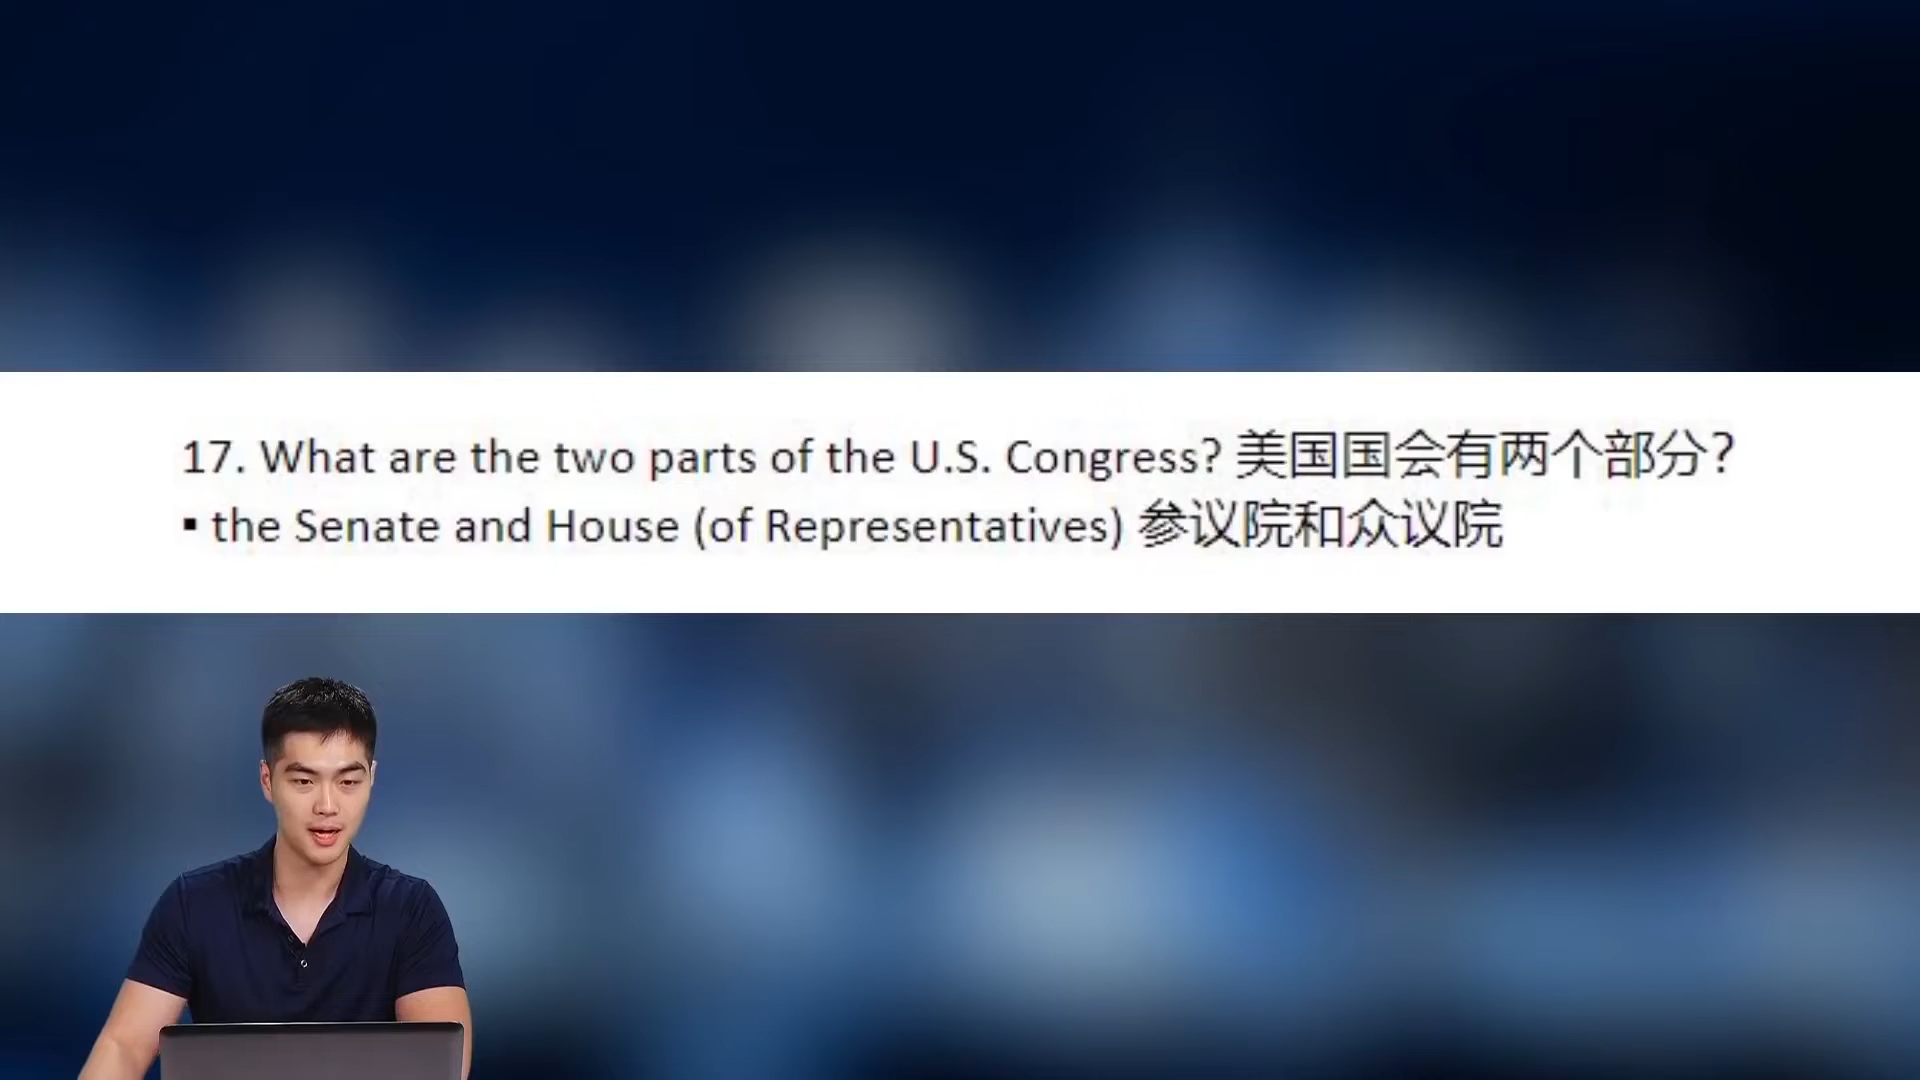 17. What are the two parts of the U.S. Congress? 美国国会有两个部分?
▪ the Senate and House (of Representatives) 参议院和众议院